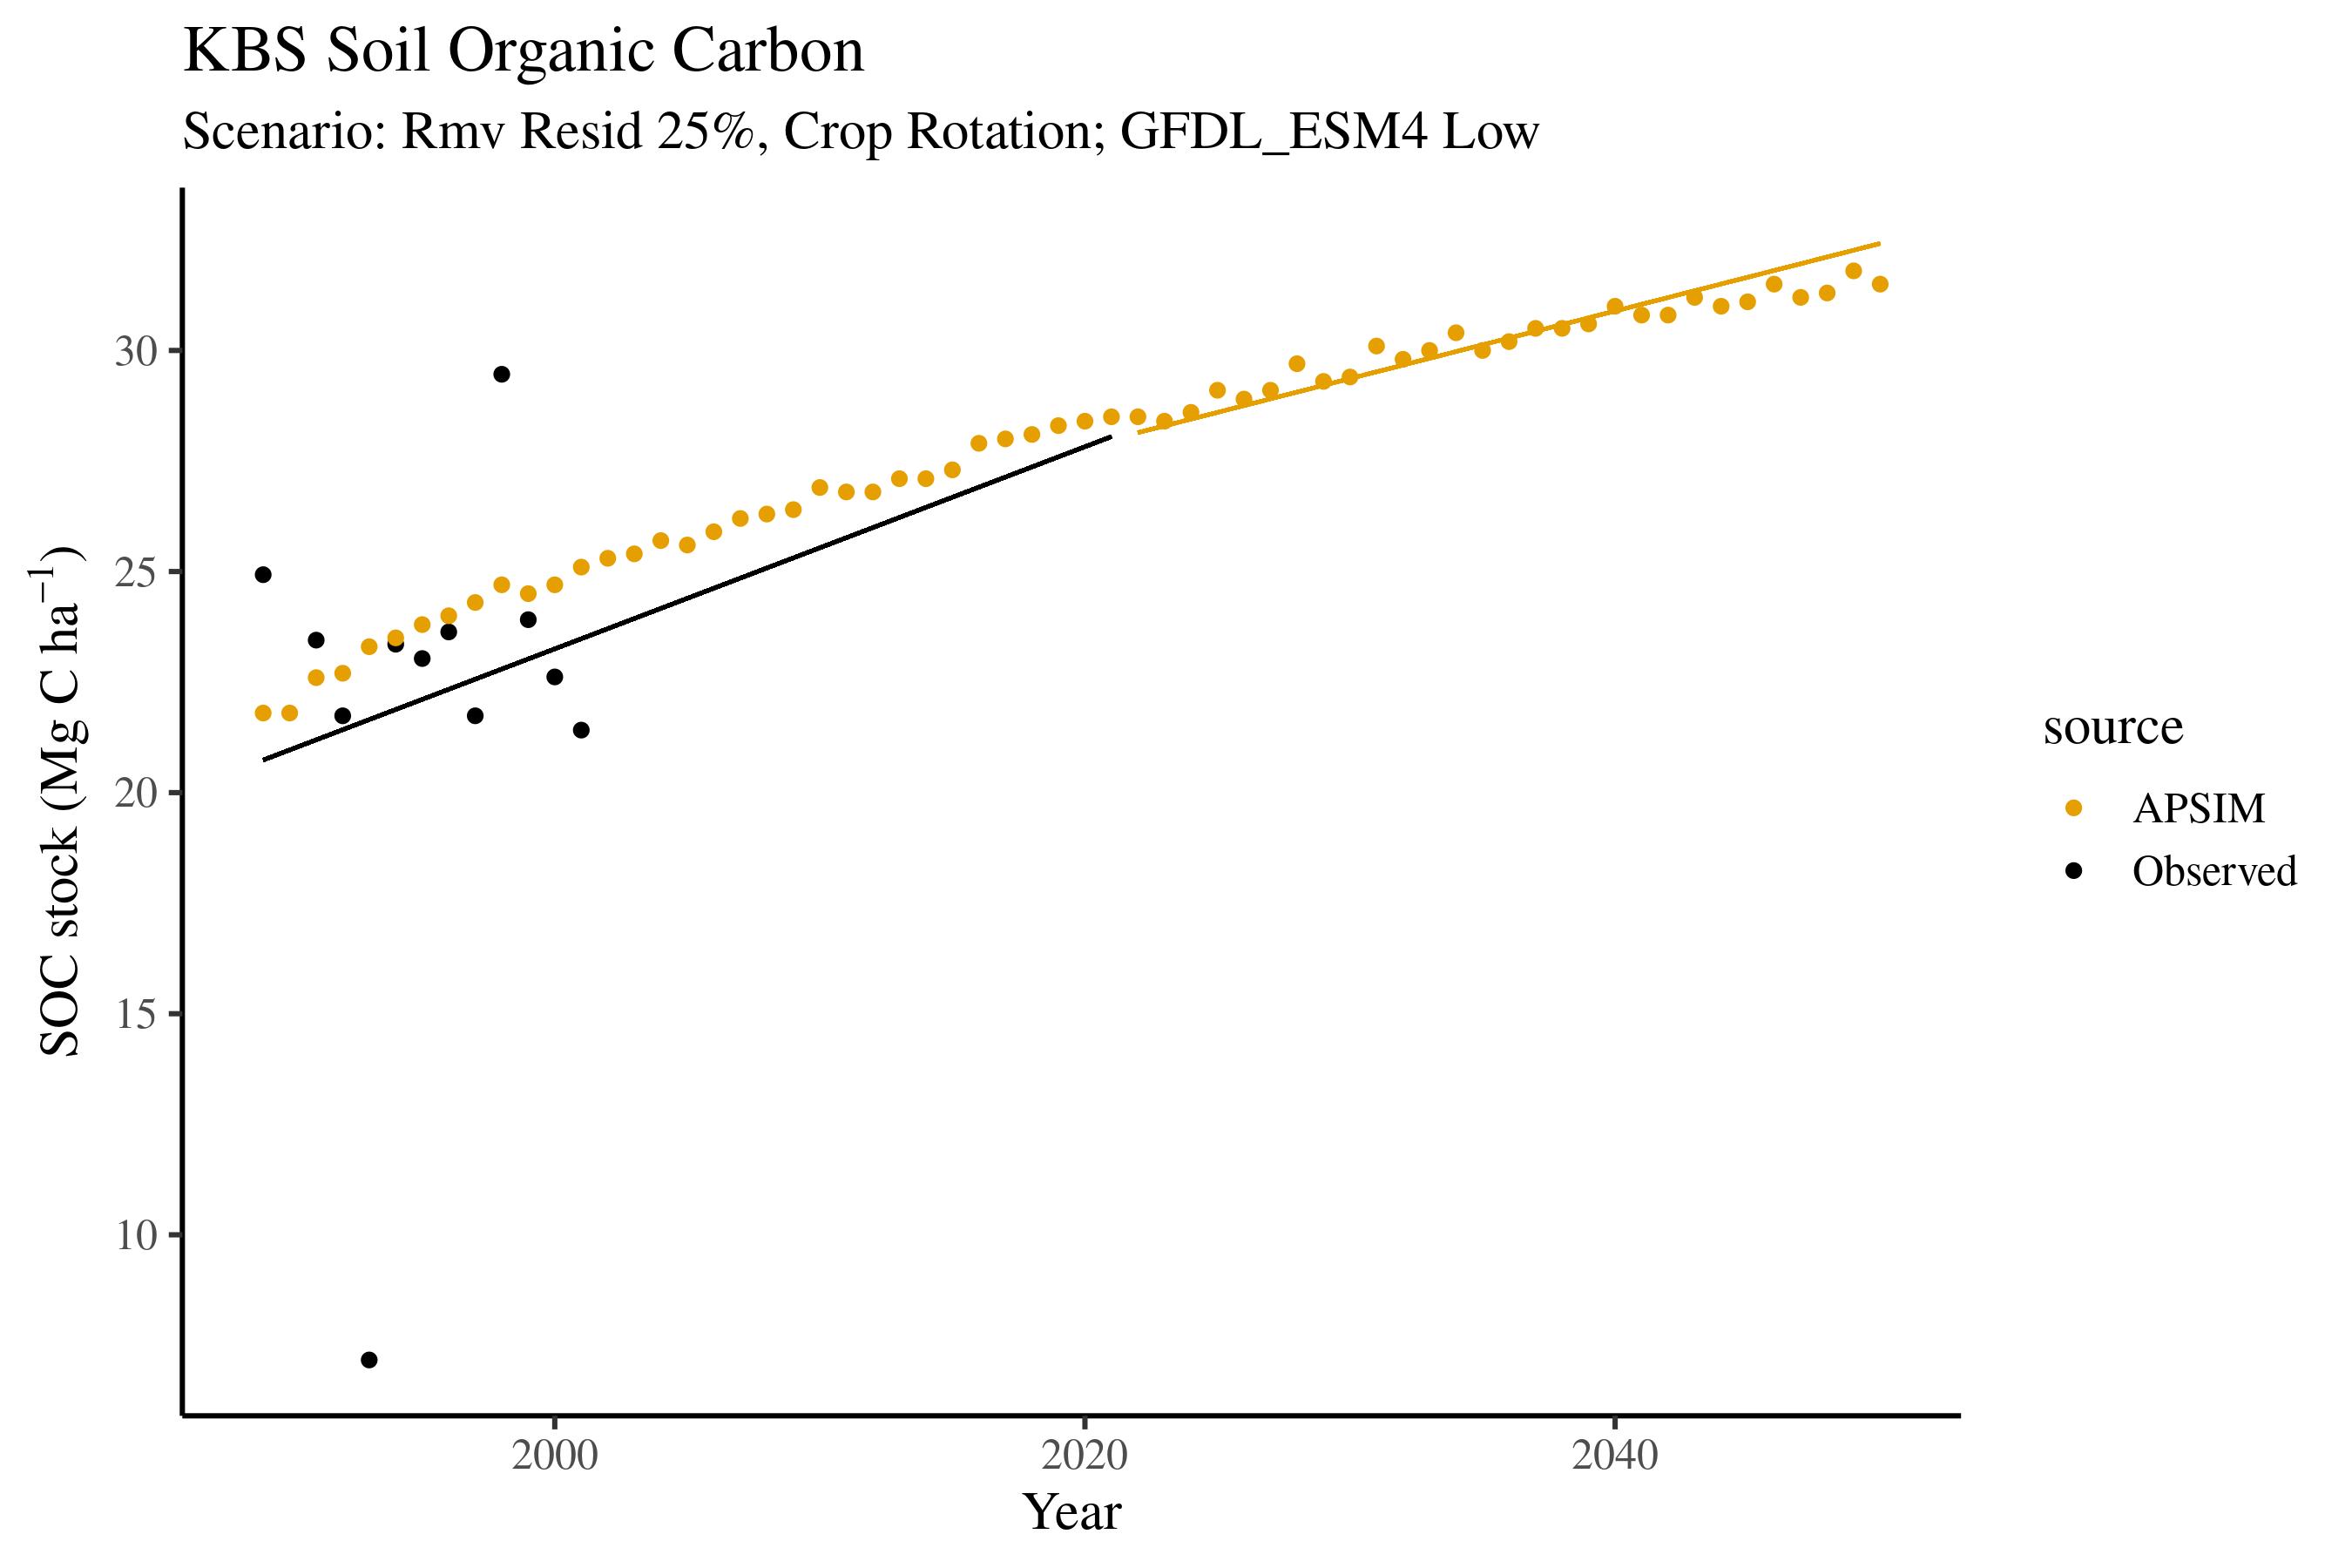 KBS Soil Organic Carbon
Scenario: Rmv Resid 25%, Crop Rotation; GFDL_ESM4 Low
SOC stock (Mg C ha⁻¹)
30
25
20
15
10
2000
2020
2040
Year
source
APSIM
Observed